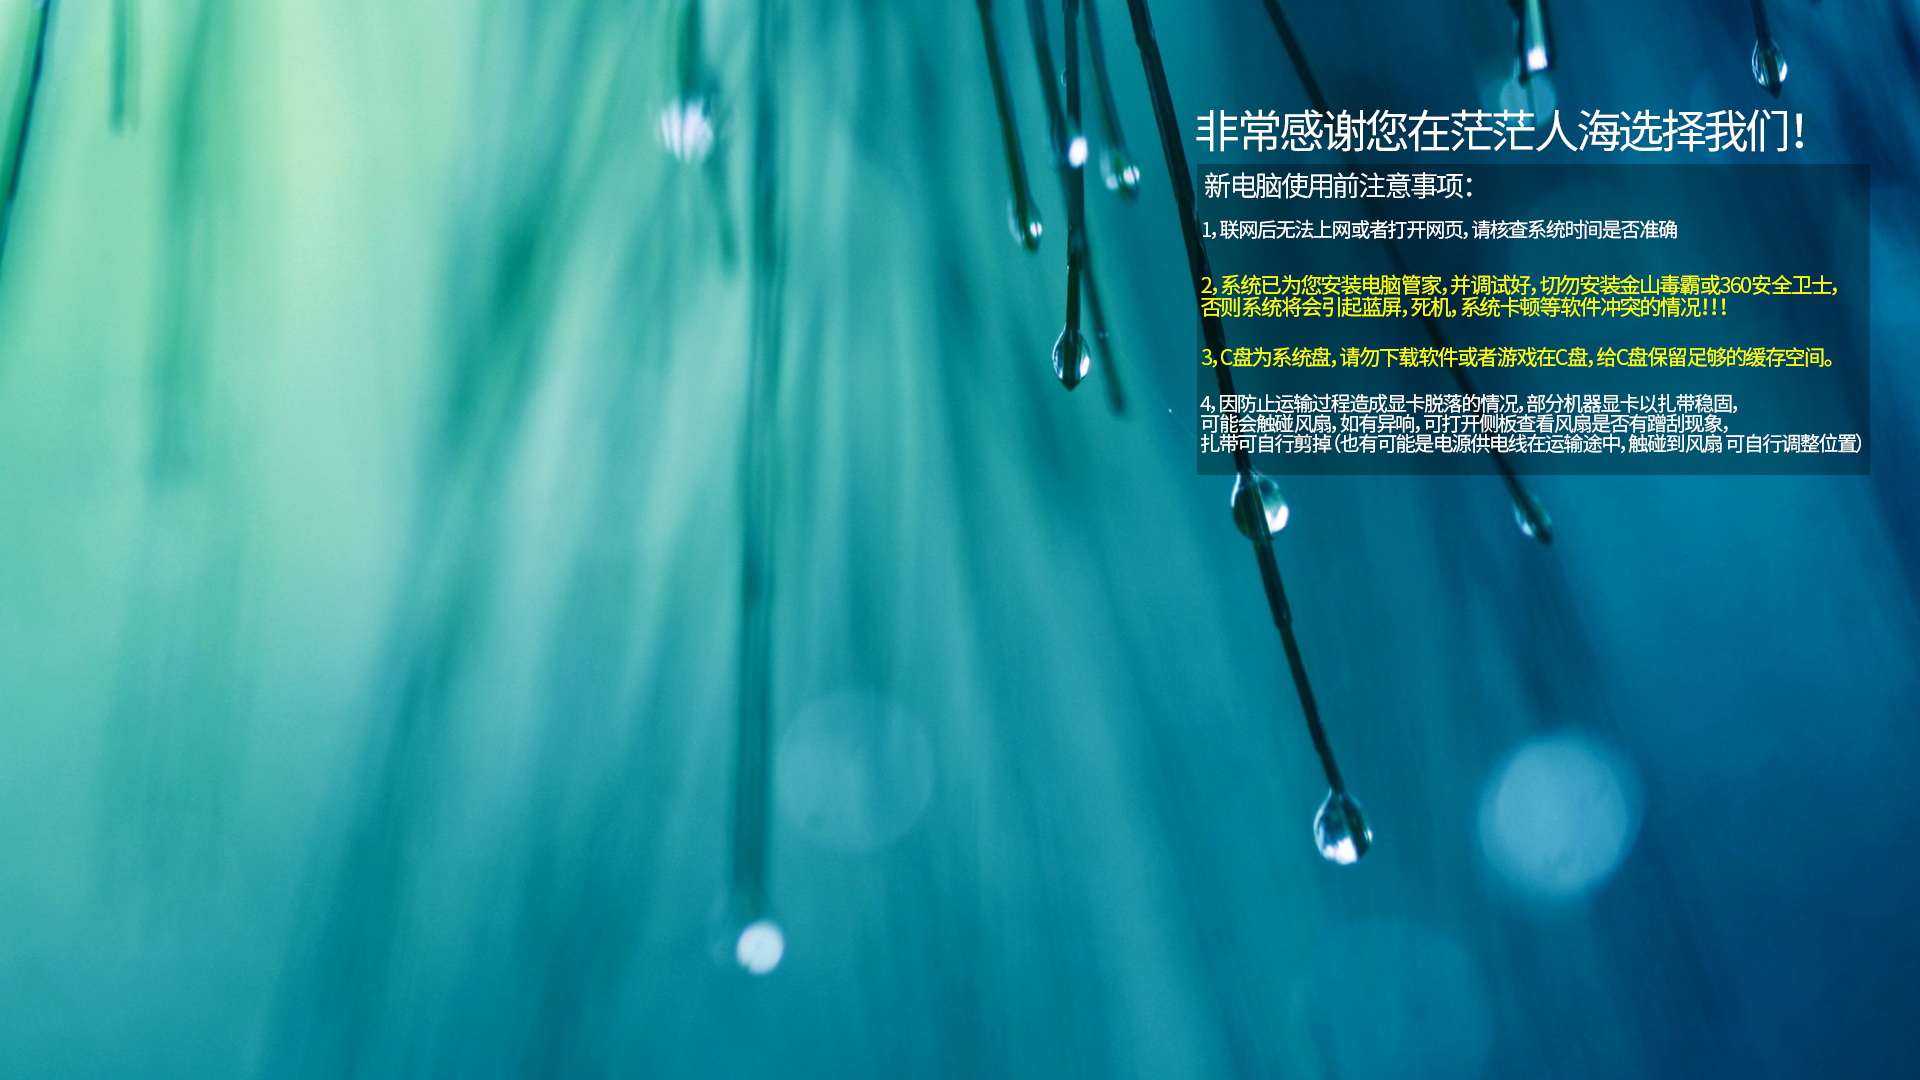 非常感谢您在茫茫人海选择我们！
新电脑使用前注意事项：
1，联网后无法上网或者打开网页，请核查系统时间是否准确
2，系统已为您安装电脑管家，并调试好，切勿安装金山毒霸或360安全卫士，
否则系统将会引起蓝屏，死机，系统卡顿等软件冲突的情况！！！
3，C盘为系统盘，请勿下载软件或者游戏在C盘，给C盘保留足够的缓存空间。
4，因防止运输过程造成显卡脱落的情况，部分机器显卡以扎带稳固，
可能会触碰风扇，如有异响，可打开侧板查看风扇是否有蹭刮现象，
扎带可自行剪掉（也有可能是电源供电线在运输途中，触碰到风扇 可自行调整位置）